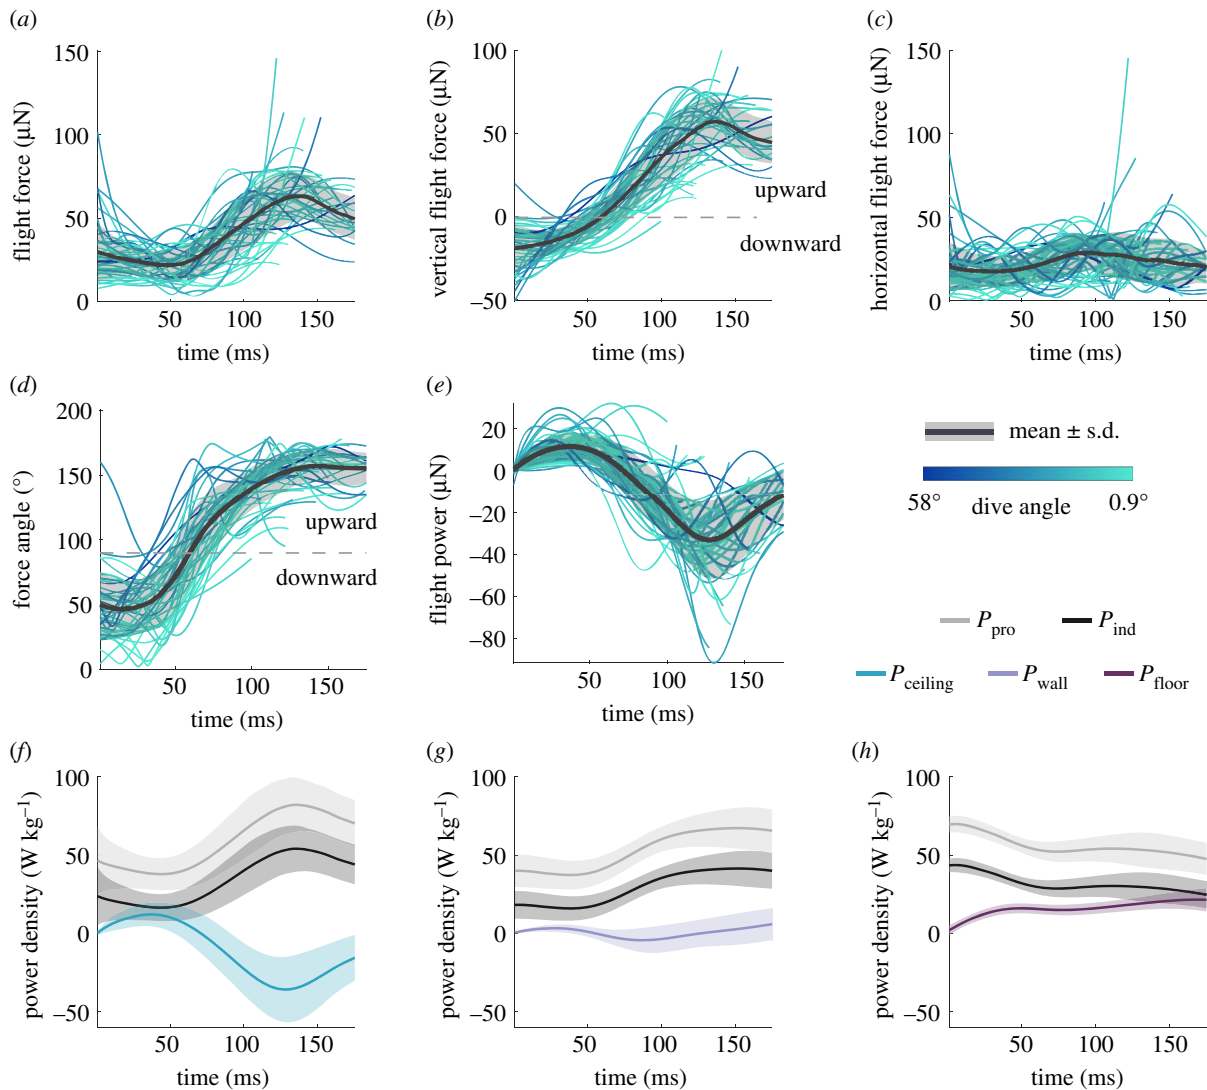 (a)
150
100
50
0
flight force (µN)
50
100
150
time (ms)
(b)
100
50
0
–50
vertical flight force (µN)
upward
downward
50
100
150
time (ms)
(c)
150
100
50
0
horizontal flight force (µN)
50
100
150
time (ms)
(d)
200
150
100
50
0
force angle (°)
upward
downward
50
100
150
time (ms)
(e)
20
0
–20
–40
–60
–80
flight power (µN)
50
100
150
time (ms)
mean ± s.d.
58°
dive angle
0.9°
Ppro
Pind
Pceiling
Pwall
Pfloor
(f)
100
50
0
–50
power density (W kg–1)
50
100
150
time (ms)
(g)
100
50
0
–50
power density (W kg–1)
50
100
150
time (ms)
(h)
100
50
0
–50
power density (W kg–1)
50
100
150
time (ms)